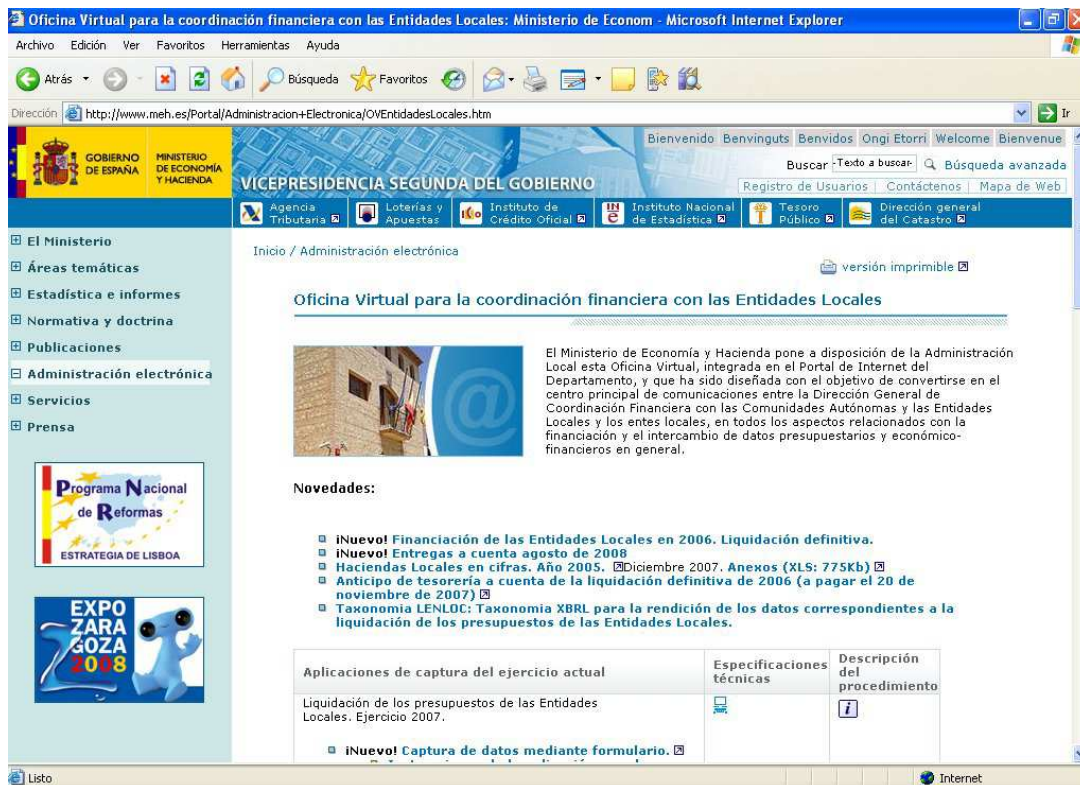 Oficina Virtual para la coordinación financiera con las Entidades Locales: Ministerio de Econom - Microsoft Internet Explorer
Archivo Edición Ver Favoritos Herramientas Ayuda
Atrás Búsqueda Favoritos
Dirección http://www.meh.es/Portal/Administracion+Electronica/OVEntidadesLocales.htm Ir
Bienvenido Benvinguts Benvidos Ongi Etorri Welcome Bienvenue
GOBIERNO DE ESPAÑA
MINISTERIO DE ECONOMÍA Y HACIENDA
VICEPRESIDENCIA SEGUNDA DEL GOBIERNO
Buscar -Texto a buscar- Búsqueda avanzada
Registro de Usuarios | Contáctenos | Mapa de Web
Agencia Tributaria
Loterías y Apuestas
ico Instituto de Crédito Oficial
INe Instituto Nacional de Estadística
Tesoro Público
Dirección general del Catastro
El Ministerio
Áreas temáticas
Estadística e informes
Normativa y doctrina
Publicaciones
Administración electrónica
Servicios
Prensa
Programa Nacional
de Reformas
ESTRATEGIA DE LISBOA
EXPO
ZARA
GOZA
2008
Inicio / Administración electrónica
versión imprimible
Oficina Virtual para la coordinación financiera con las Entidades Locales
@
El Ministerio de Economía y Hacienda pone a disposición de la Administración
Local esta Oficina Virtual, integrada en el Portal de Internet del
Departamento, y que ha sido diseñada con el objetivo de convertirse en el
centro principal de comunicaciones entre la Dirección General de
Coordinación Financiera con las Comunidades Autónomas y las Entidades
Locales y los entes locales, en todos los aspectos relacionados con la
financiación y el intercambio de datos presupuestarios y económico-
financieros en general.
Novedades:
¡Nuevo! Financiación de las Entidades Locales en 2006. Liquidación definitiva.
¡Nuevo! Entregas a cuenta agosto de 2008
Haciendas Locales en cifras. Año 2005. Diciembre 2007. Anexos (XLS: 775Kb)
Anticipo de tesorería a cuenta de la liquidación definitiva de 2006 (a pagar el 20 de
noviembre de 2007)
Taxonomia LENLOC: Taxonomia XBRL para la rendición de los datos correspondientes a la
liquidación de los presupuestos de las Entidades Locales.
Aplicaciones de captura del ejercicio actual
Especificaciones
técnicas
Descripción
del
procedimiento
Liquidación de los presupuestos de las Entidades
Locales. Ejercicio 2007.
i
¡Nuevo! Captura de datos mediante formulario.
Listo
Internet